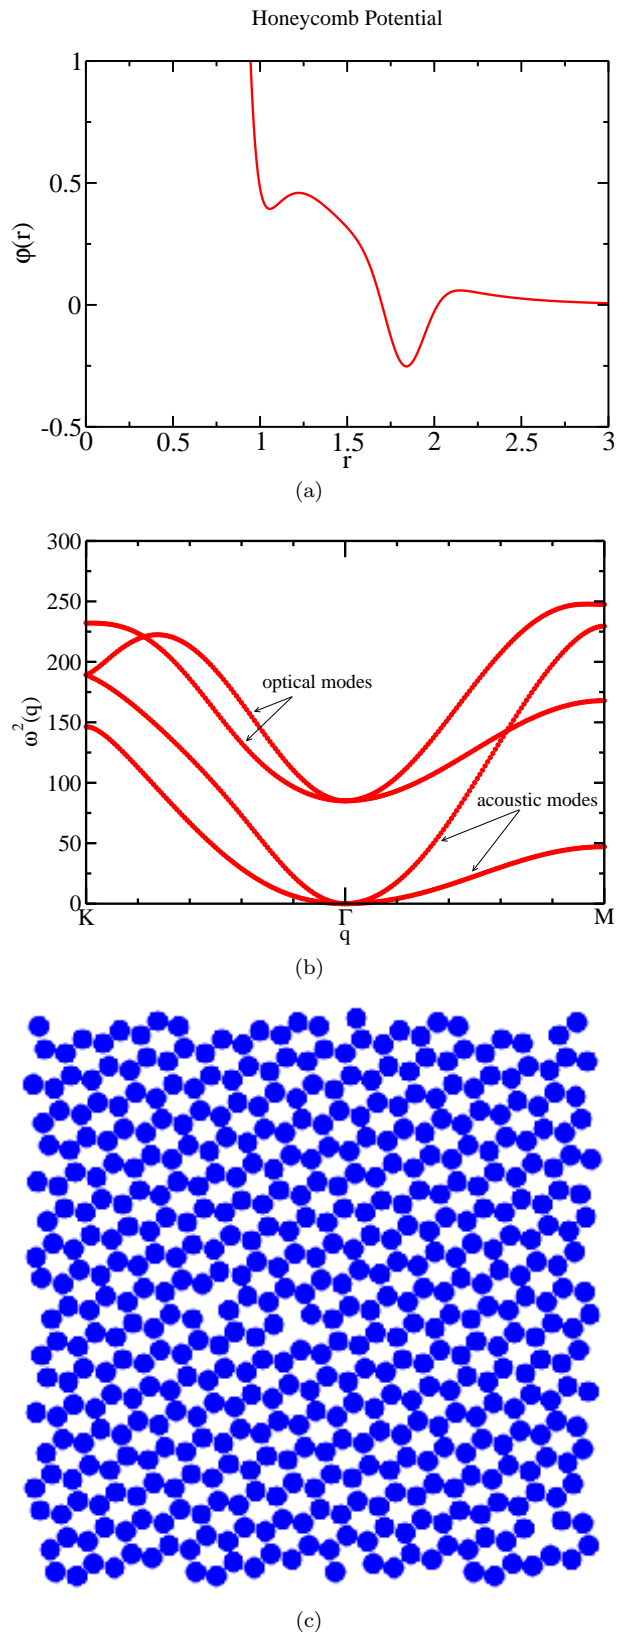 Honeycomb Potential
1
0.5
0
-0.5
φ(r)
0 0.5 1 1.5 2 2.5 3
r
(a)
300
250
200
150
100
50
0
ω²(q)
optical modes
acoustic modes
K Γ M
q
(b)
(c)